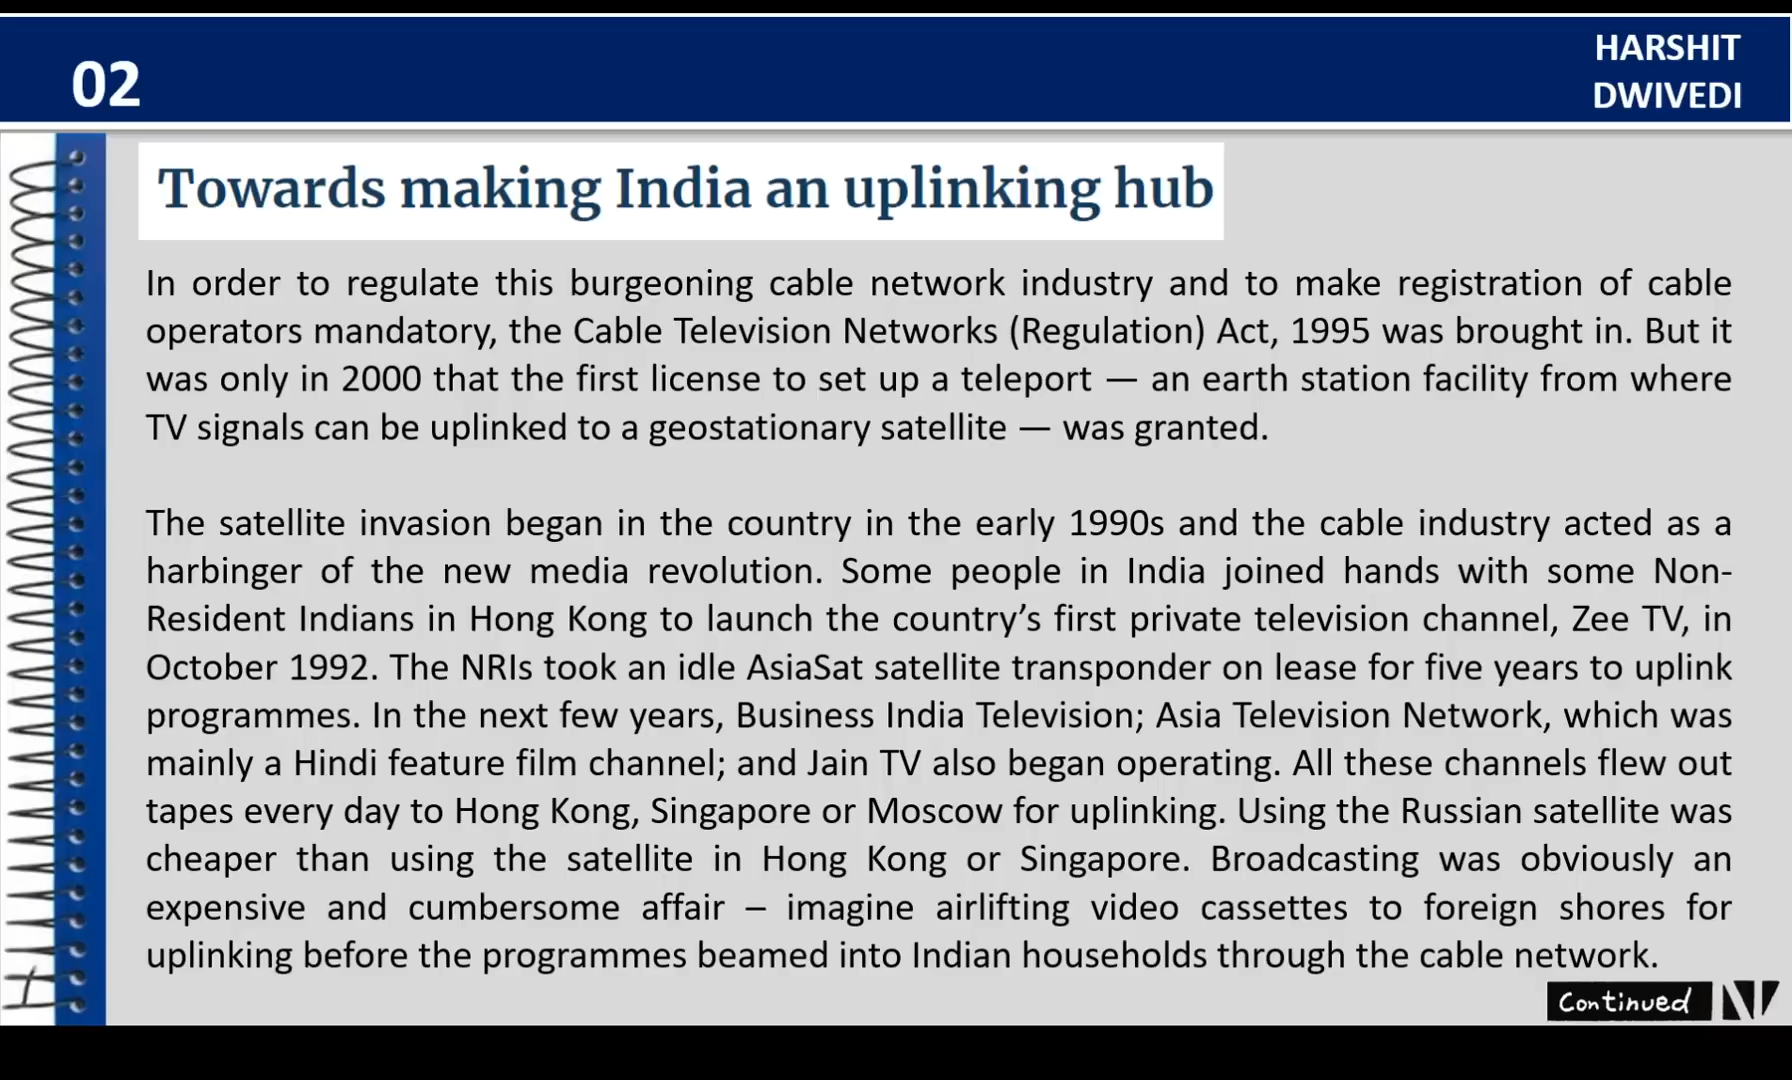 02
HARSHIT
DWIVEDI
Towards making India an uplinking hub
In order to regulate this burgeoning cable network industry and to make registration of cable
operators mandatory, the Cable Television Networks (Regulation) Act, 1995 was brought in. But it
was only in 2000 that the first license to set up a teleport — an earth station facility from where
TV signals can be uplinked to a geostationary satellite — was granted.
The satellite invasion began in the country in the early 1990s and the cable industry acted as a
harbinger of the new media revolution. Some people in India joined hands with some Non-
Resident Indians in Hong Kong to launch the country’s first private television channel, Zee TV, in
October 1992. The NRIs took an idle AsiaSat satellite transponder on lease for five years to uplink
programmes. In the next few years, Business India Television; Asia Television Network, which was
mainly a Hindi feature film channel; and Jain TV also began operating. All these channels flew out
tapes every day to Hong Kong, Singapore or Moscow for uplinking. Using the Russian satellite was
cheaper than using the satellite in Hong Kong or Singapore. Broadcasting was obviously an
expensive and cumbersome affair – imagine airlifting video cassettes to foreign shores for
uplinking before the programmes beamed into Indian households through the cable network.
Continued